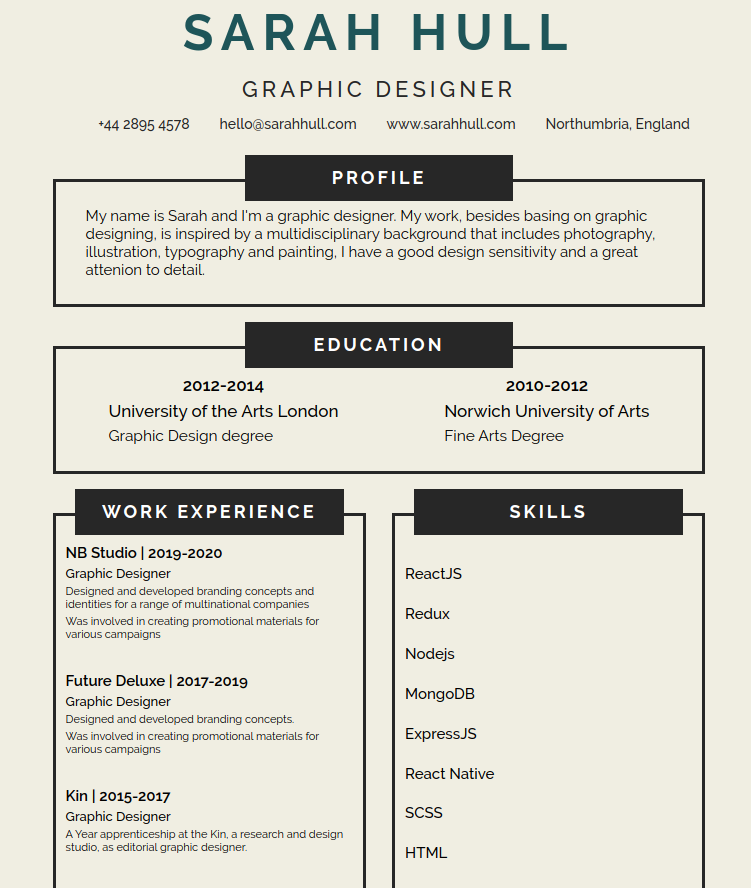 SARAH HULL
GRAPHIC DESIGNER
+44 2895 4578 hello@sarahhull.com www.sarahhull.com Northumbria, England
PROFILE
My name is Sarah and I'm a graphic designer. My work, besides basing on graphic
designing, is inspired by a multidisciplinary background that includes photography,
illustration, typography and painting, I have a good design sensitivity and a great
attenion to detail.
EDUCATION
2012-2014
University of the Arts London
Graphic Design degree
2010-2012
Norwich University of Arts
Fine Arts Degree
WORK EXPERIENCE
NB Studio | 2019-2020
Graphic Designer
Designed and developed branding concepts and
identities for a range of multinational companies
Was involved in creating promotional materials for
various campaigns
Future Deluxe | 2017-2019
Graphic Designer
Designed and developed branding concepts.
Was involved in creating promotional materials for
various campaigns
Kin | 2015-2017
Graphic Designer
A Year apprenticeship at the Kin, a research and design
studio, as editorial graphic designer.
SKILLS
ReactJS
Redux
Nodejs
MongoDB
ExpressJS
React Native
SCSS
HTML